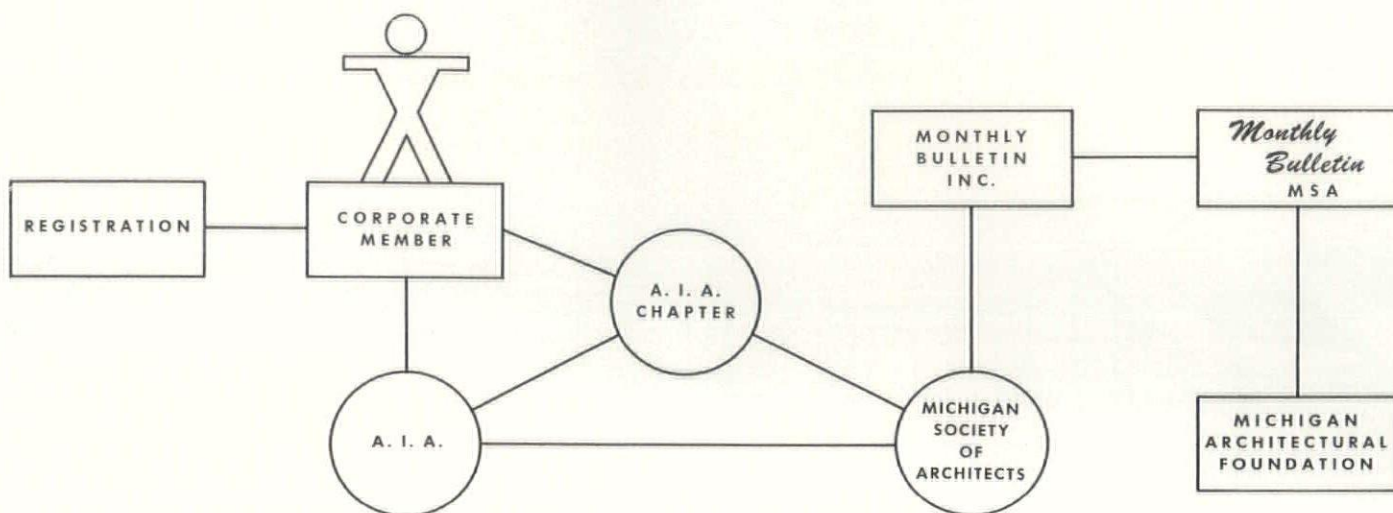 REGISTRATION
CORPORATE
MEMBER
A. I. A.
CHAPTER
A. I. A.
MONTHLY
BULLETIN
INC.
Monthly
Bulletin
MSA
MICHIGAN
SOCIETY
OF
ARCHITECTS
MICHIGAN
ARCHITECTURAL
FOUNDATION